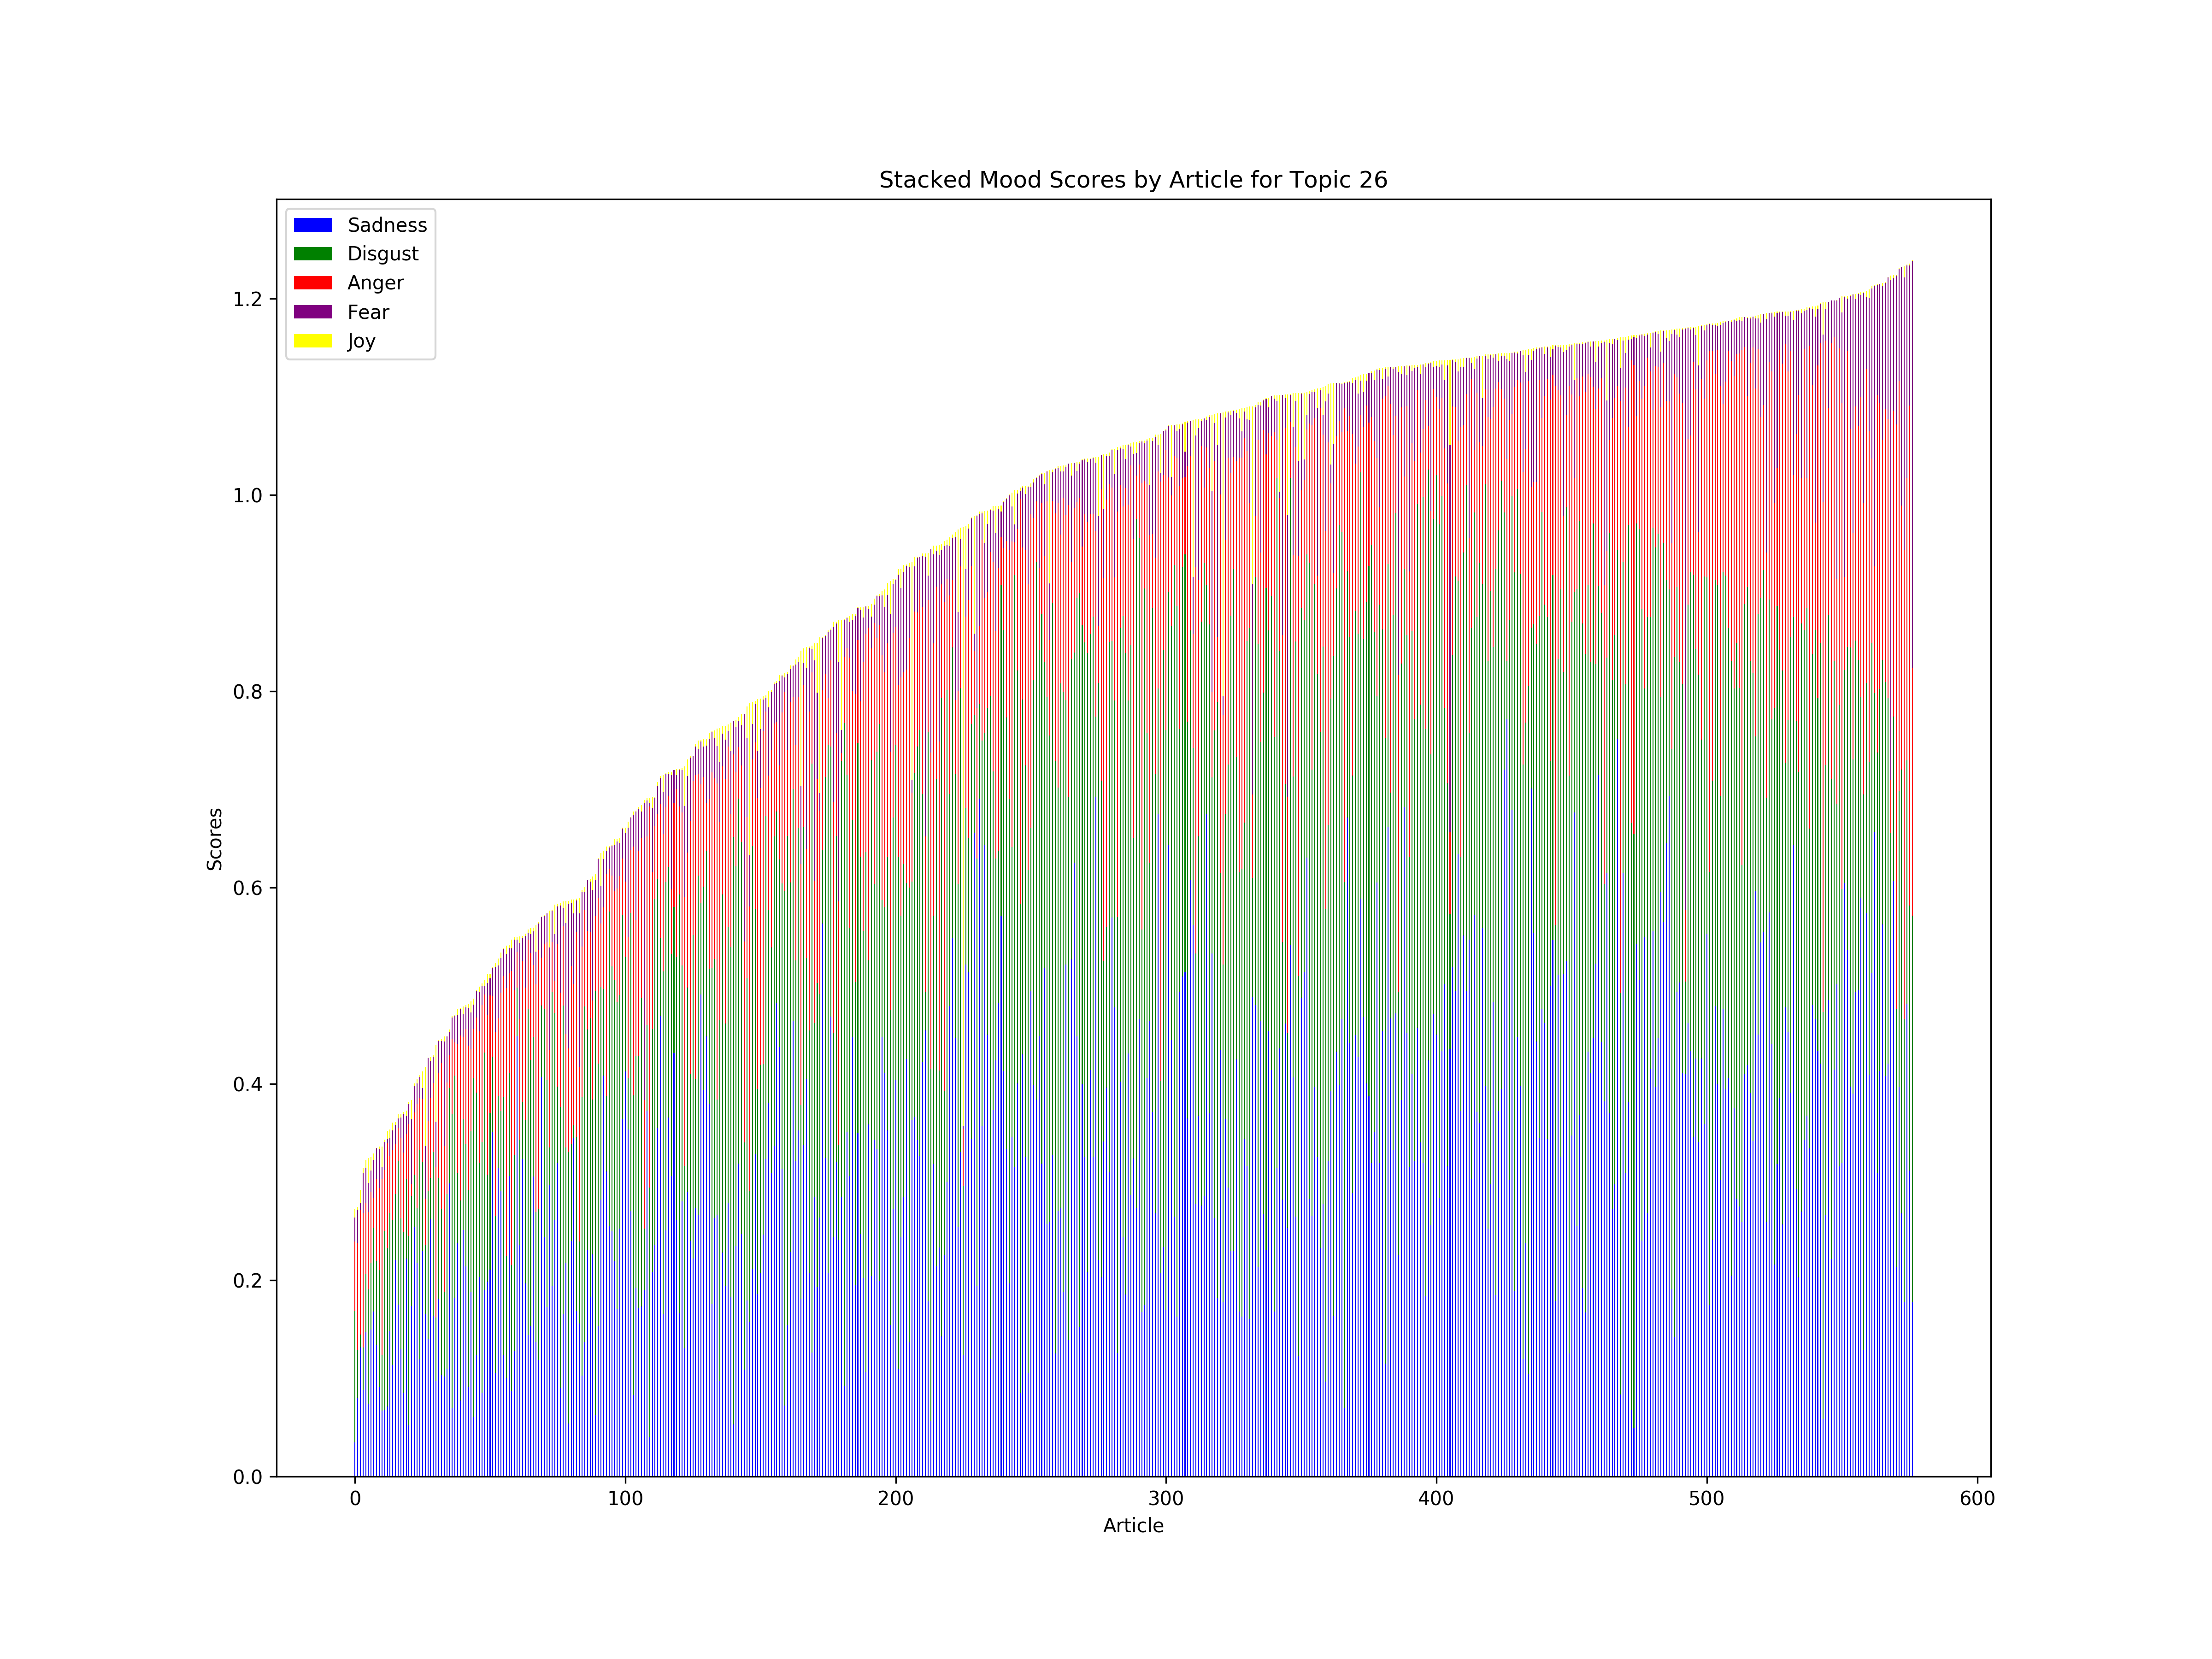 Stacked Mood Scores by Article for Topic 26
Sadness
Disgust
Anger
Fear
Joy
1.2
1.0
0.8
0.6
0.4
0.2
0.0
Scores
0 100 200 300 400 500 600
Article